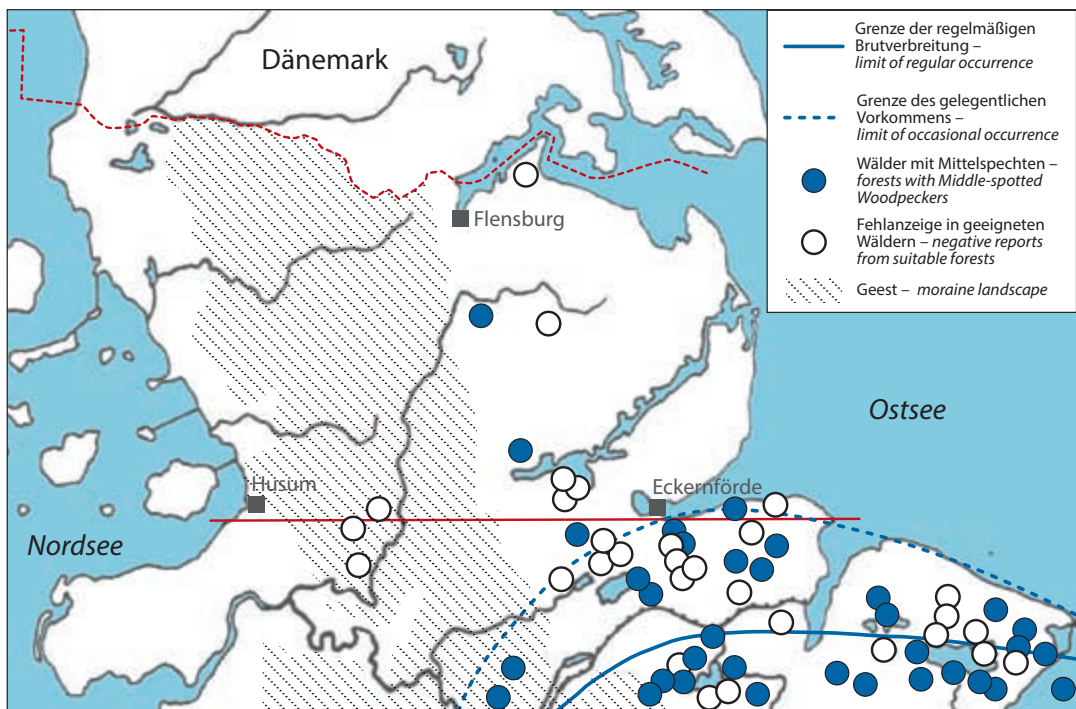 Dänemark
Flensburg
Husum
Eckernförde
Nordsee
Ostsee
Grenze der regelmäßigen
Brutverbreitung –
limit of regular occurrence
Grenze des gelegentlichen
Vorkommens –
limit of occasional occurrence
Wälder mit Mittelspechten –
forests with Middle-spotted
Woodpeckers
Fehlanzeige in geeigneten
Wäldern – negative reports
from suitable forests
Geest – moraine landscape